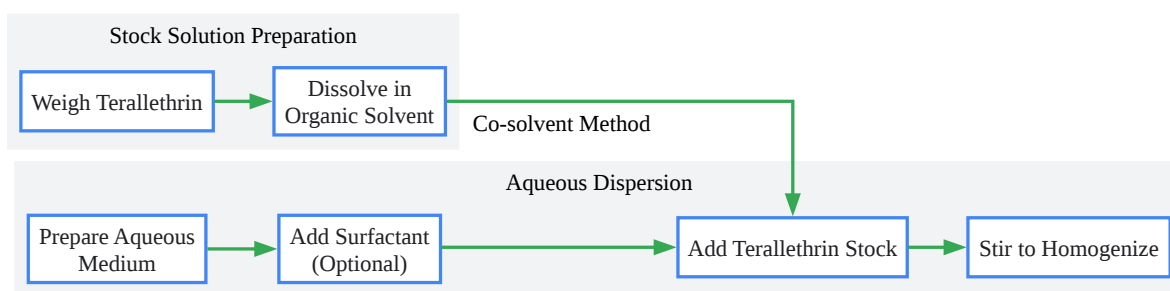 Stock Solution Preparation
Weigh Terallethrin
Dissolve in
Organic Solvent
Co-solvent Method
Aqueous Dispersion
Prepare Aqueous
Medium
Add Surfactant
(Optional)
Add Terallethrin Stock
Stir to Homogenize